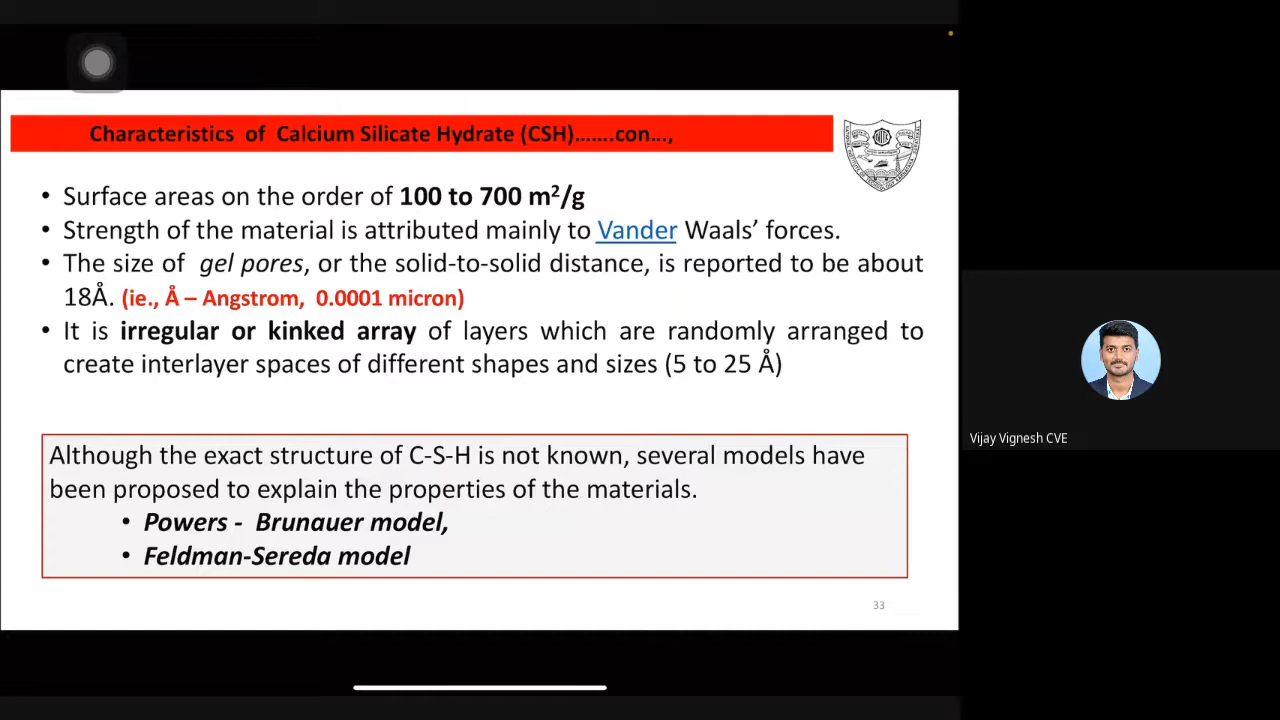 Characteristics of Calcium Silicate Hydrate (CSH)…….con…,
• Surface areas on the order of 100 to 700 m²/g
• Strength of the material is attributed mainly to Vander Waals’ forces.
• The size of gel pores, or the solid-to-solid distance, is reported to be about
18Å. (ie., Å – Angstrom, 0.0001 micron)
• It is irregular or kinked array of layers which are randomly arranged to
create interlayer spaces of different shapes and sizes (5 to 25 Å)
Although the exact structure of C-S-H is not known, several models have
been proposed to explain the properties of the materials.
• Powers - Brunauer model,
• Feldman-Sereda model
33
Vijay Vignesh CVE